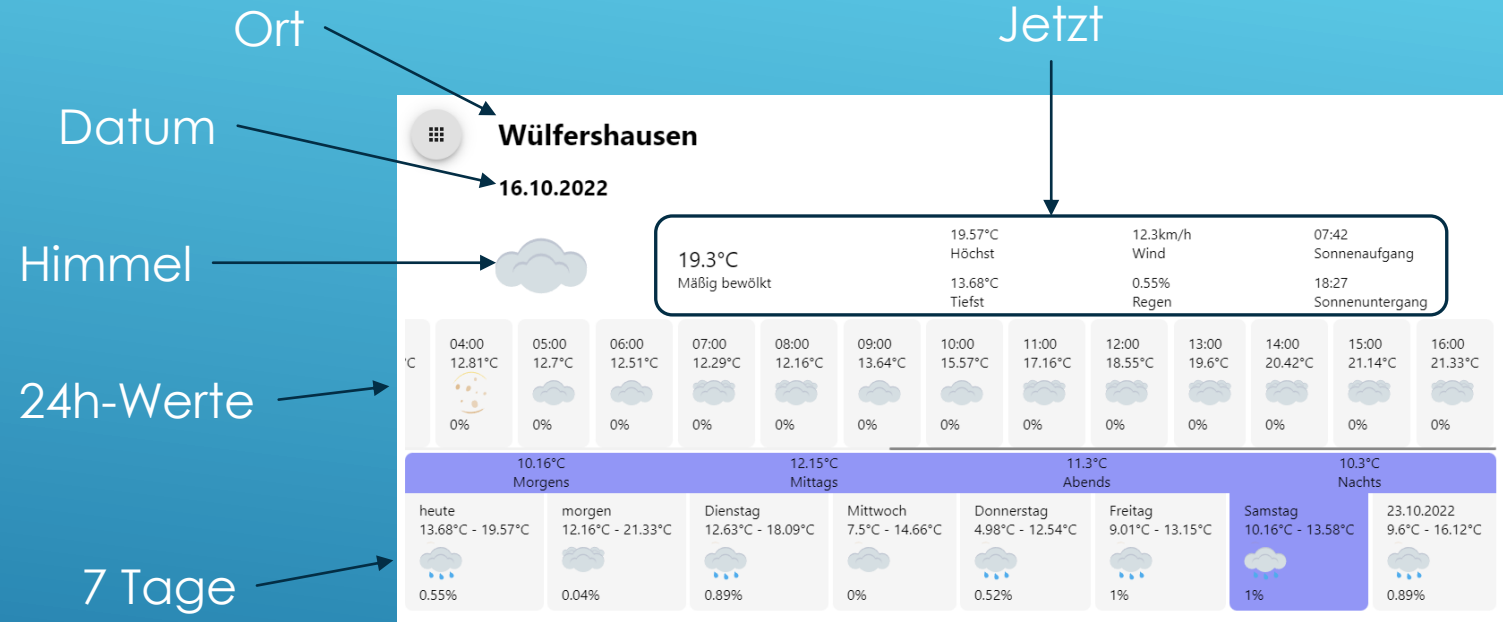 Ort
Jetzt
Datum
Wülfershausen
16.10.2022
Himmel
19.3°C
Mäßig bewölkt
19.57°C
Höchst
13.68°C
Tiefst
12.3km/h
Wind
0.55%
Regen
07:42
Sonnenaufgang
18:27
Sonnenuntergang
24h-Werte
°C
04:00
12.81°C
0%
05:00
12.7°C
0%
06:00
12.51°C
0%
07:00
12.29°C
0%
08:00
12.16°C
0%
09:00
13.64°C
0%
10:00
15.57°C
0%
11:00
17.16°C
0%
12:00
18.55°C
0%
13:00
19.6°C
0%
14:00
20.42°C
0%
15:00
21.14°C
0%
16:00
21.33°C
0%
10.16°C
Morgens
12.15°C
Mittags
11.3°C
Abends
10.3°C
Nachts
7 Tage
heute
13.68°C - 19.57°C
0.55%
morgen
12.16°C - 21.33°C
0.04%
Dienstag
12.63°C - 18.09°C
0.89%
Mittwoch
7.5°C - 14.66°C
0%
Donnerstag
4.98°C - 12.54°C
0.52%
Freitag
9.01°C - 13.15°C
1%
Samstag
10.16°C - 13.58°C
1%
23.10.2022
9.6°C - 16.12°C
0.89%